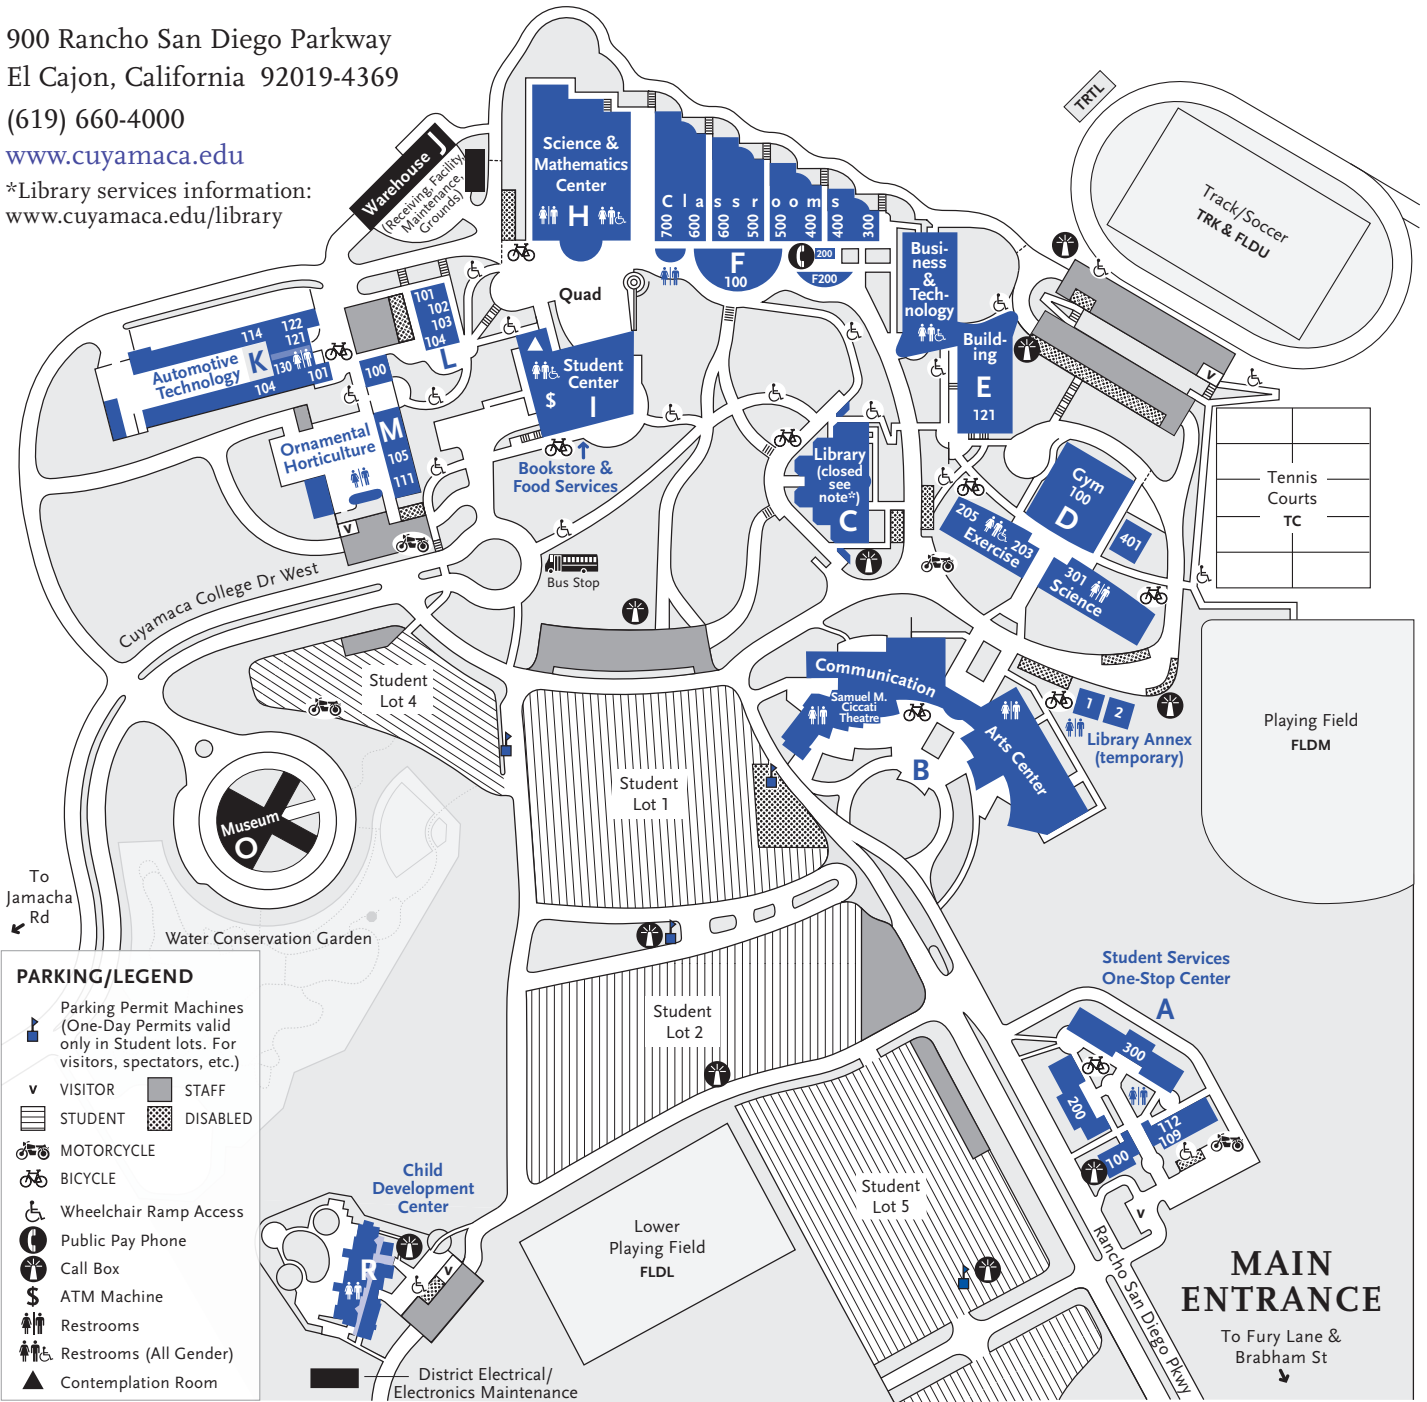 900 Rancho San Diego Parkway
El Cajon, California 92019-4369
(619) 660-4000
www.cuyamaca.edu
*Library services information:
www.cuyamaca.edu/library
Warehouse J
(Receiving, Facility,
Maintenance,
Grounds)
Science &
Mathematics
Center
H
Classrooms
700
600
600
500
500
400
400
300
F
100
200
F200
Quad
TRTL
Track/Soccer
TRK & FLDU
Busi-
ness
&
Tech-
nology
Build-
ing
E
121
101
102
103
104
L
114
122
121
Automotive
Technology
K
130
101
104
100
M
105
111
Ornamental
Horticulture
V
Student
Center
I
$
Bookstore &
Food Services
Library
(closed
see
note*)
C
Gym
100
D
401
205
203
Exercise
301
Science
V
Tennis
Courts
TC
Bus Stop
Cuyamaca College Dr West
Student
Lot 4
Communication
Samuel M.
Ciccati
Theatre
B
Arts Center
1
2
Library Annex
(temporary)
Playing Field
FLDM
Student
Lot 1
Museum
O
To
Jamacha
Rd
Water Conservation Garden
Student
Lot 2
Student Services
One-Stop Center
A
300
200
112
109
100
V
Student
Lot 5
Child
Development
Center
R
V
Lower
Playing Field
FLDL
Rancho San Diego Pkwy
MAIN
ENTRANCE
To Fury Lane &
Brabham St
District Electrical/
Electronics Maintenance
PARKING/LEGEND
Parking Permit Machines
(One-Day Permits valid
only in Student lots. For
visitors, spectators, etc.)
V VISITOR STAFF
STUDENT DISABLED
MOTORCYCLE
BICYCLE
Wheelchair Ramp Access
Public Pay Phone
Call Box
$ ATM Machine
Restrooms
Restrooms (All Gender)
Contemplation Room